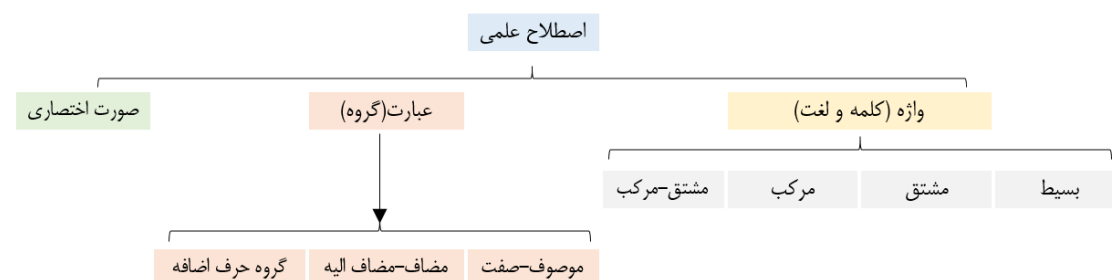 اصطلاح علمی
واژه (کلمه و لغت)
عبارت(گروه)
صورت اختصاری
بسیط
مشتق
مرکب
مشتق-مرکب
موصوف-صفت
مضاف-مضاف الیه
گروه حرف اضافه